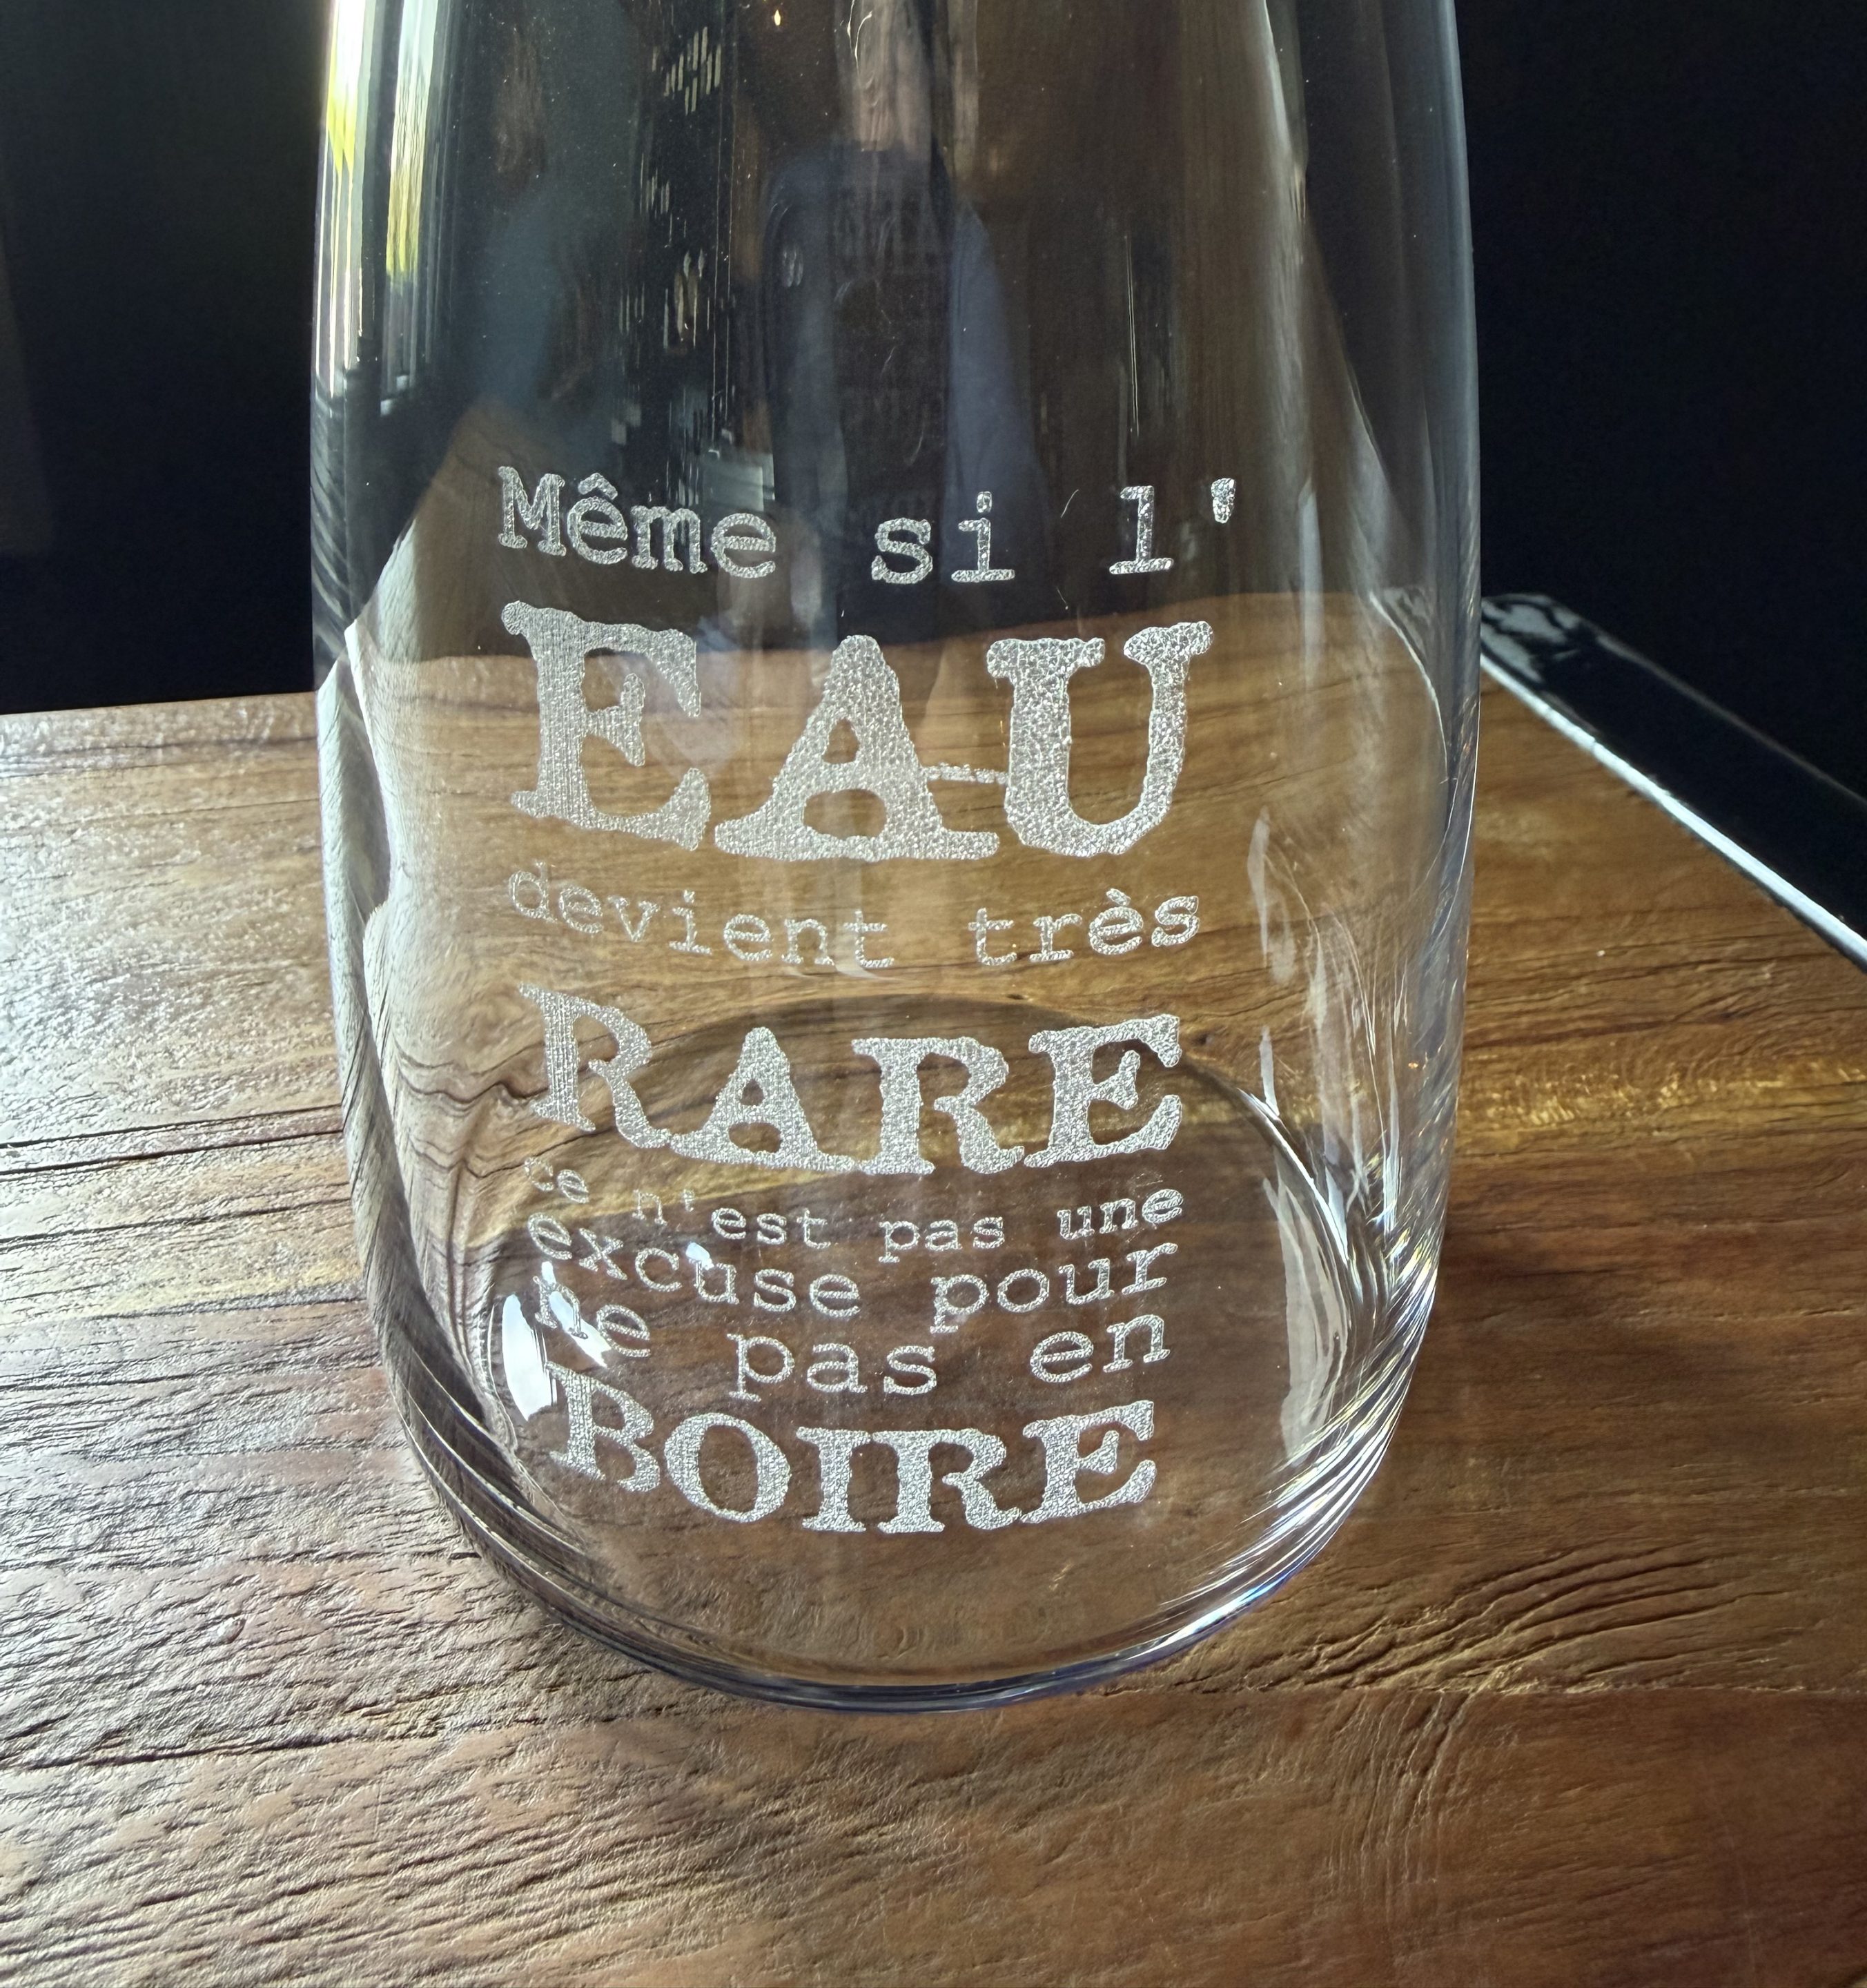 Même si l'
EAU
devient très
RARE
ce n'est pas une
excuse pour
ne pas en
BOIRE